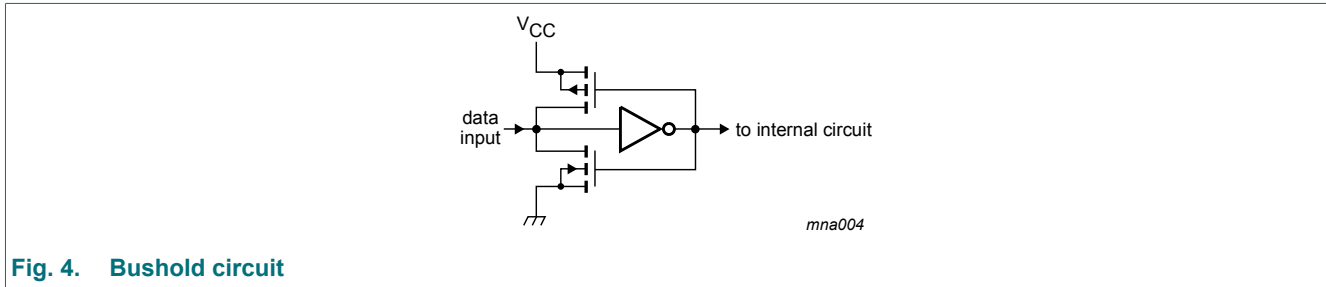 VCC
data
input
to internal circuit
mna004
Fig. 4. Bushold circuit